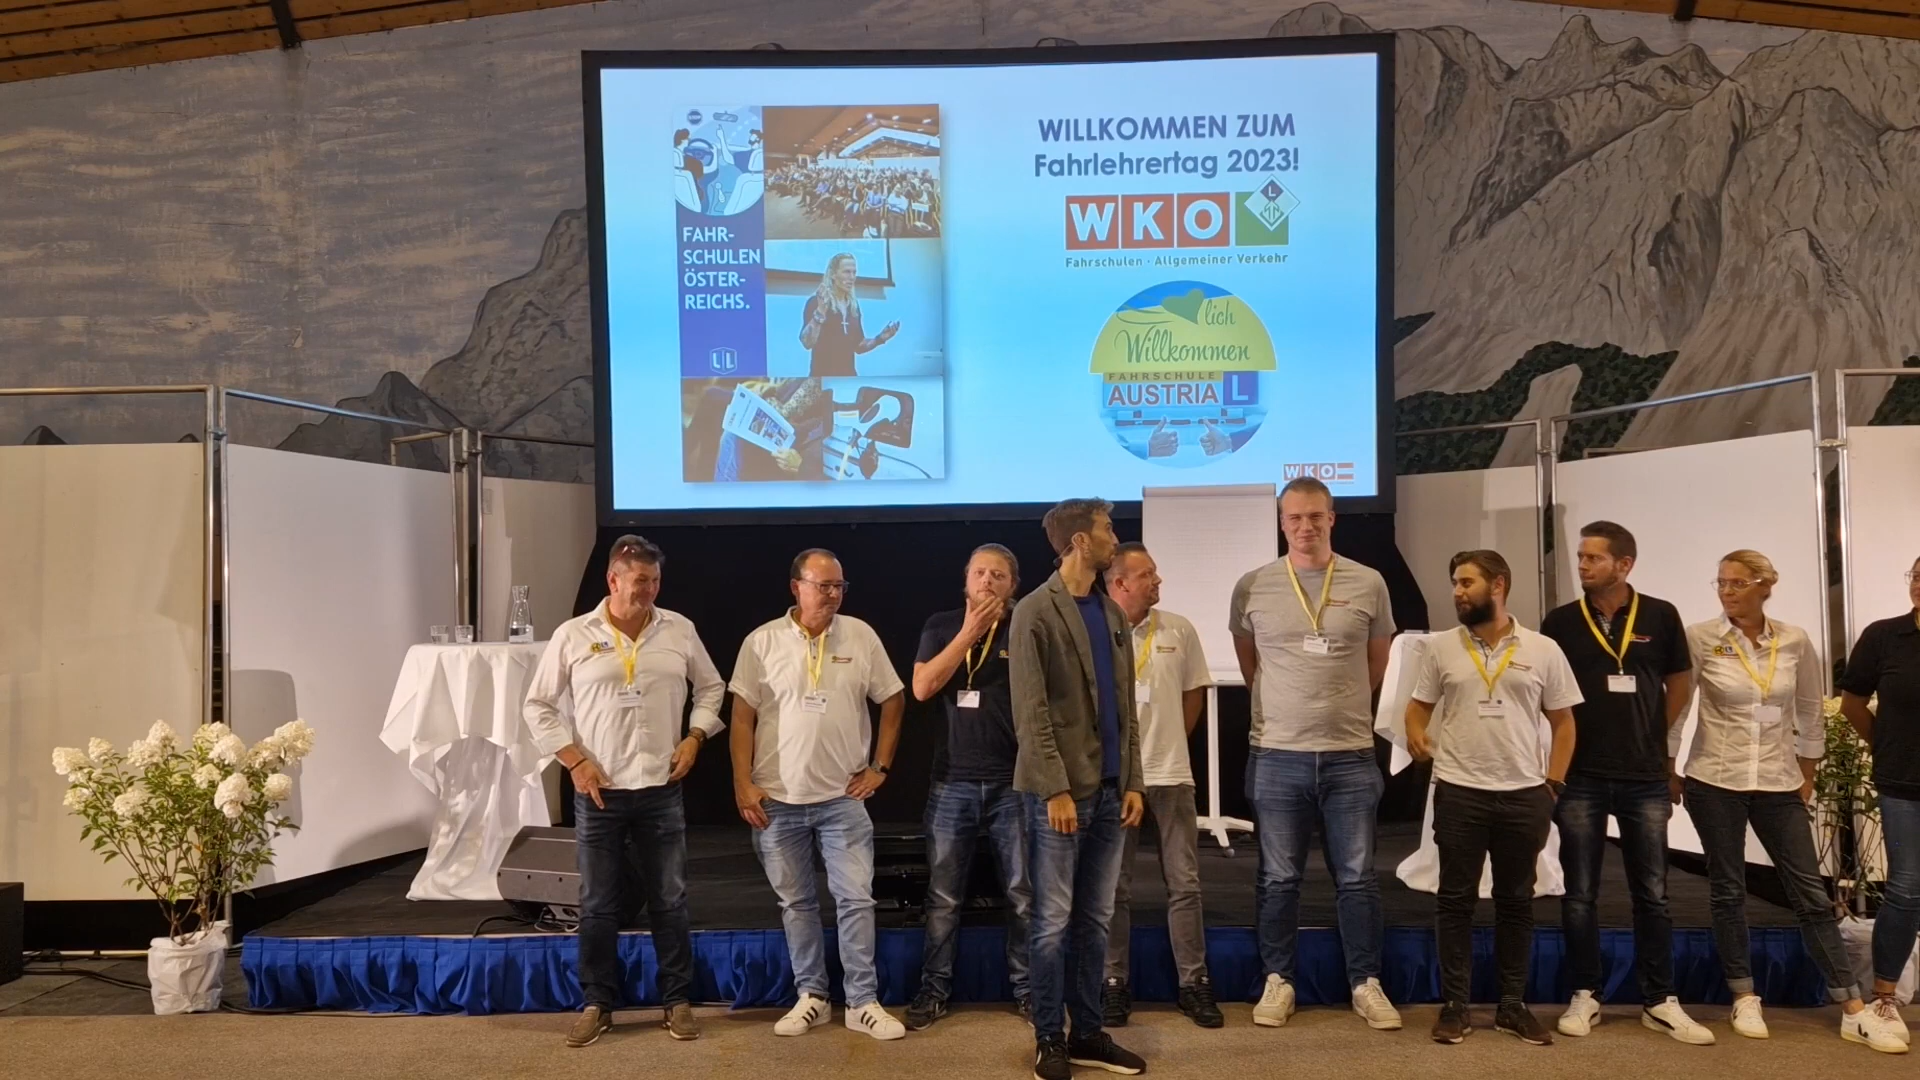 FAHR-
SCHULEN
ÖSTER-
REICHS.
WILLKOMMEN ZUM
Fahrlehrertag 2023!
WKO
L
Fahrschulen · Allgemeiner Verkehr
lich
Willkommen
FAHRSCHULE
AUSTRIA L
WKO